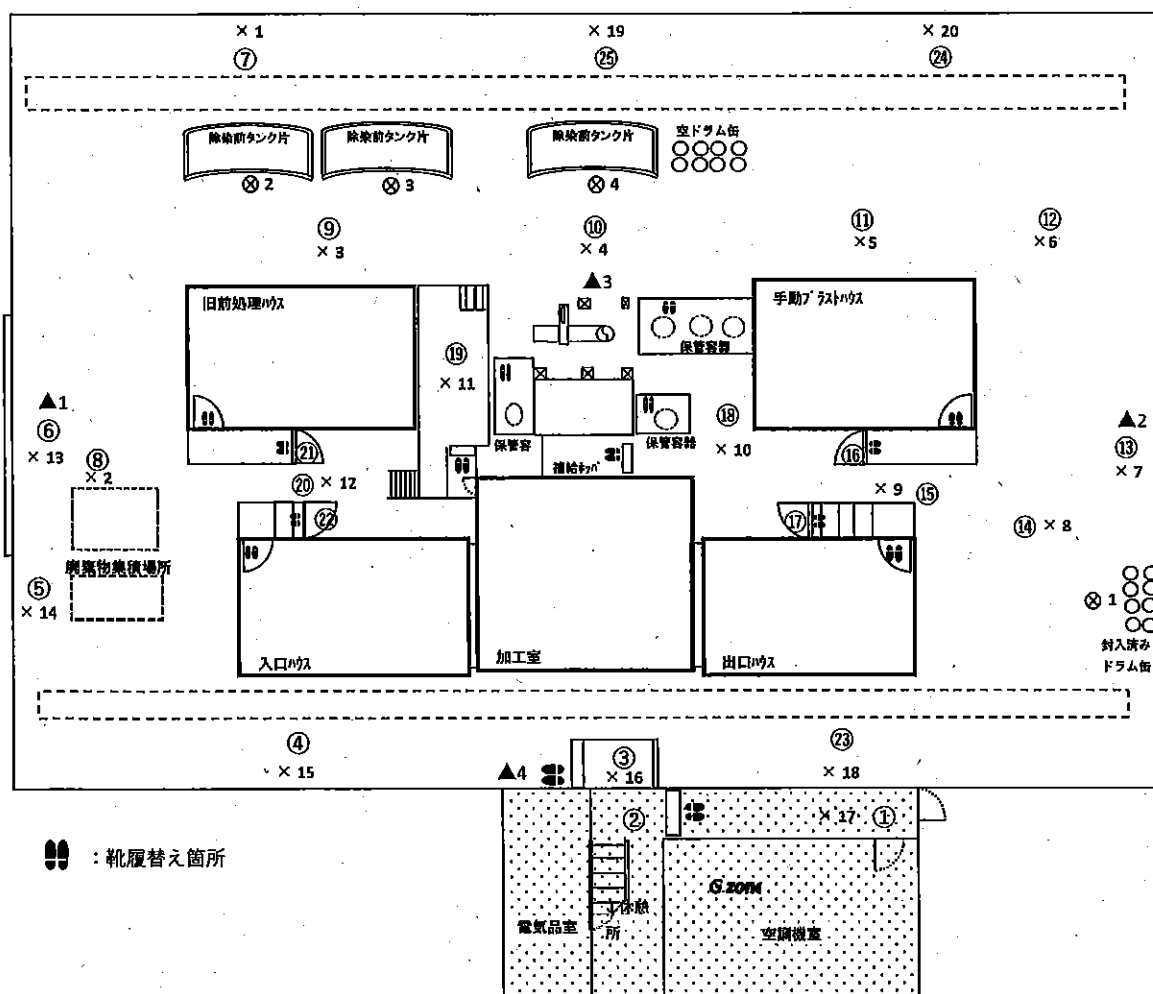 × 1
× 19
× 20
⑦
㉕
㉔
除染前タンク片
除染前タンク片
除染前タンク片
空ドラム缶
⊗ 2
⊗ 3
⊗ 4
⑨
⑩
⑪
⑫
× 3
× 4
×5
×6
▲3
旧前処理ハウス
手動ブラストハウス
保管容器
⑲
× 11
▲1
⑥
× 13
⑧
× 2
⑱
保管容
保管容器
× 10
▲2
⑬
× 7
㉑
⑯
補給ホッパ
⑳
× 12
× 9
⑮
㉒
⑰
⑭ × 8
廃棄物集積場所
⑤
× 14
⊗ 1
封入済み
ドラム缶
入口ハウス
加工室
出口ハウス
④
× 15
▲4
③
× 16
㉓
× 18
②
× 17
①
:靴履替え箇所
G zone
休憩
所
電気品室
空調機室